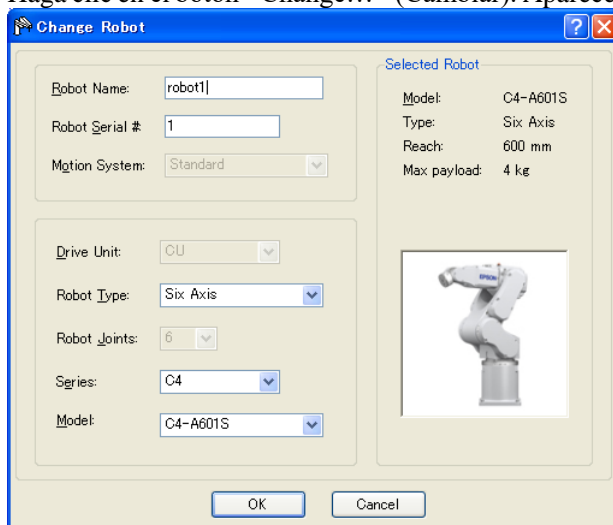 Change Robot
Robot Name: robot1
Robot Serial # 1
Motion System: Standard
Drive Unit: CU
Robot Type: Six Axis
Robot Joints: 6
Series: C4
Model: C4-A601S
Selected Robot
Model: C4-A601S
Type: Six Axis
Reach: 600 mm
Max payload: 4 kg
EPSON
OK
Cancel